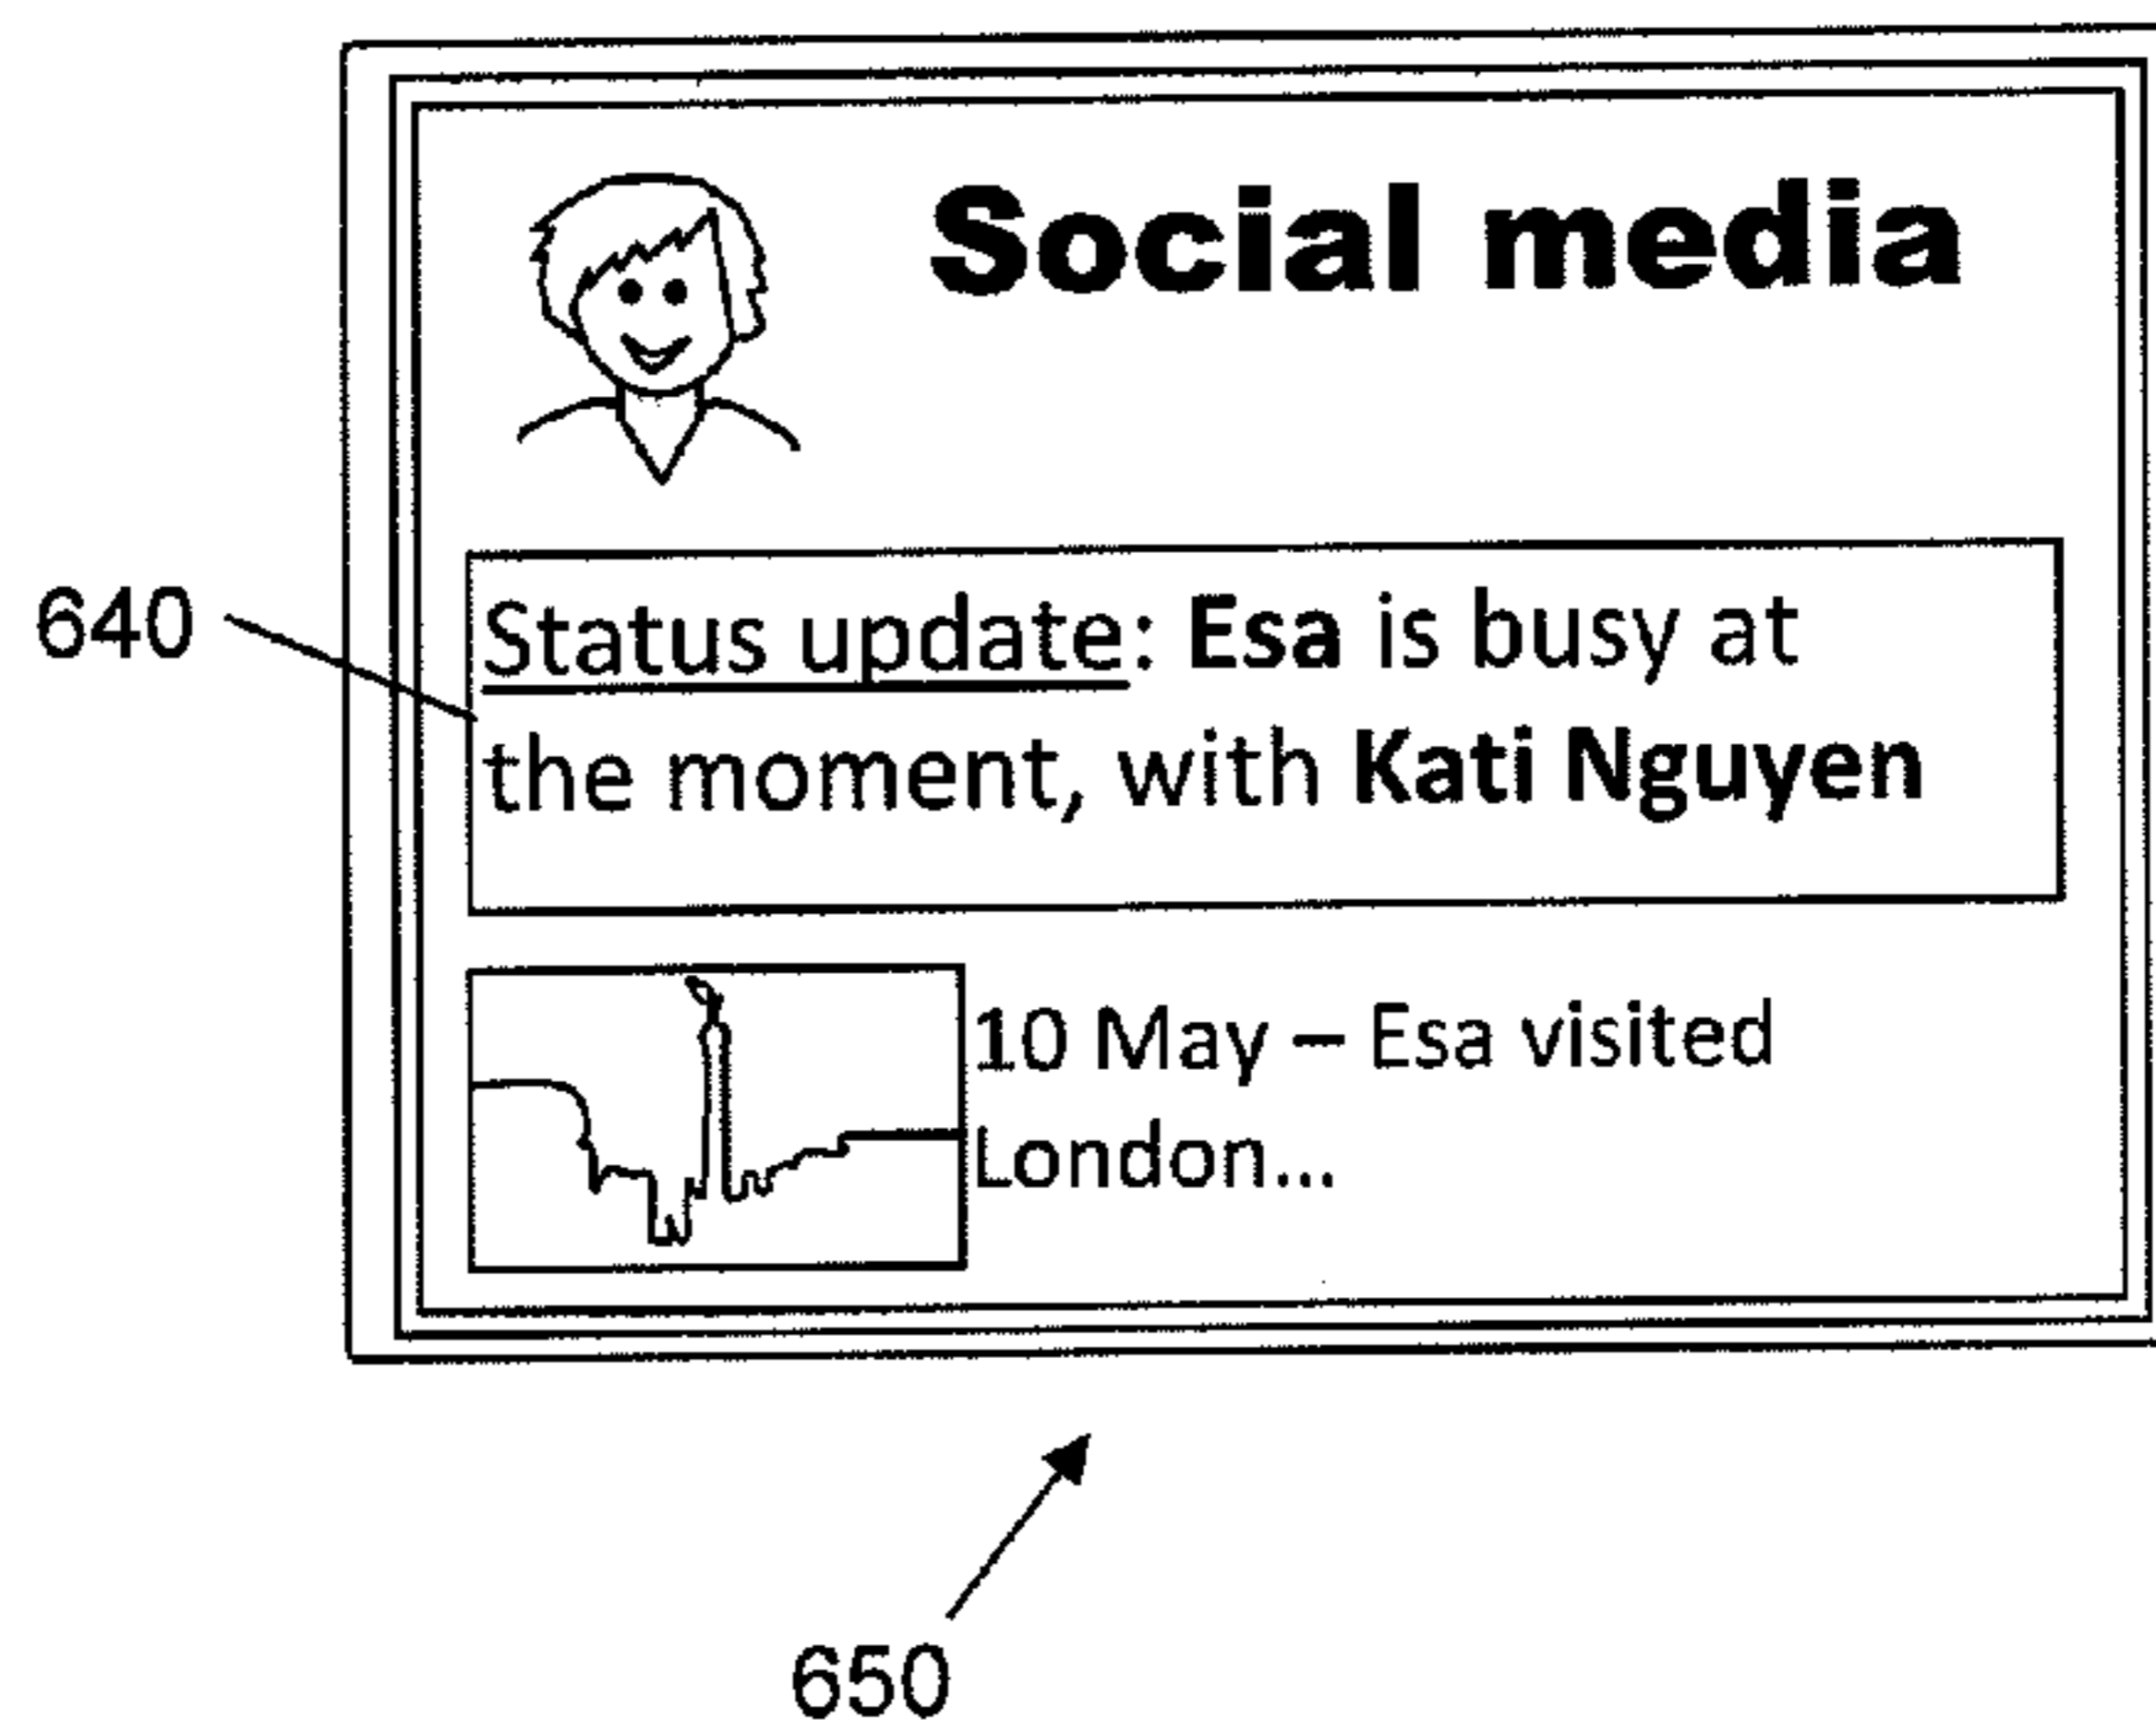 Social media
640
Status update: Esa is busy at
the moment, with Kati Nguyen
10 May – Esa visited
London...
650